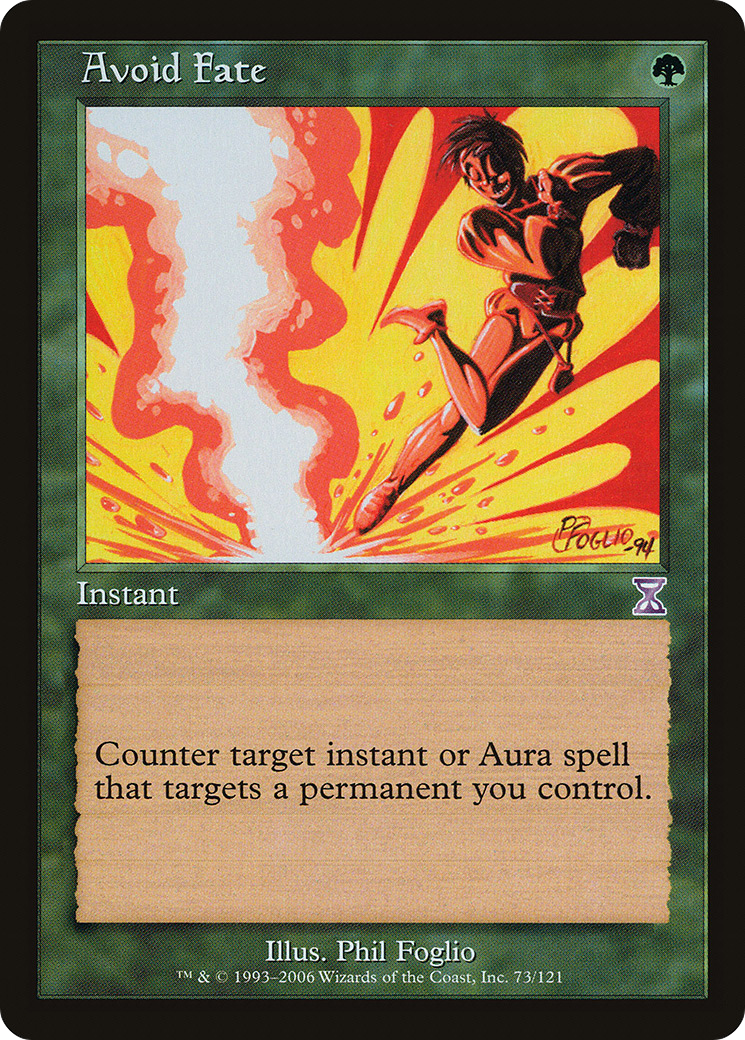 Avoid Fate
P FOGLIO -94
Instant
Counter target instant or Aura spell
that targets a permanent you control.
Illus. Phil Foglio
™ & © 1993–2006 Wizards of the Coast, Inc. 73/121